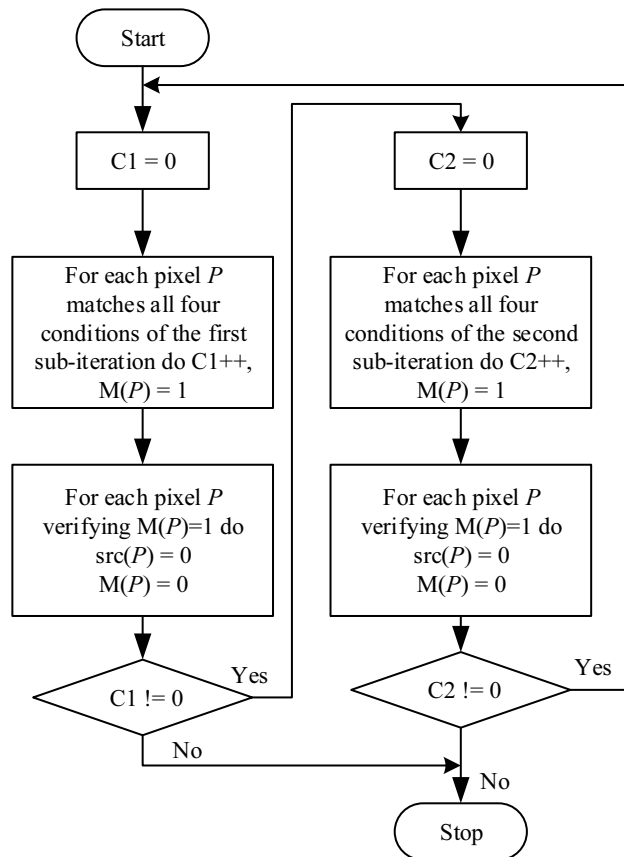 Start
C1 = 0
For each pixel P
matches all four
conditions of the first
sub-iteration do C1++,
M(P) = 1
For each pixel P
verifying M(P)=1 do
src(P) = 0
M(P) = 0
C1 != 0
Yes
No
C2 = 0
For each pixel P
matches all four
conditions of the second
sub-iteration do C2++,
M(P) = 1
For each pixel P
verifying M(P)=1 do
src(P) = 0
M(P) = 0
C2 != 0
Yes
No
Stop